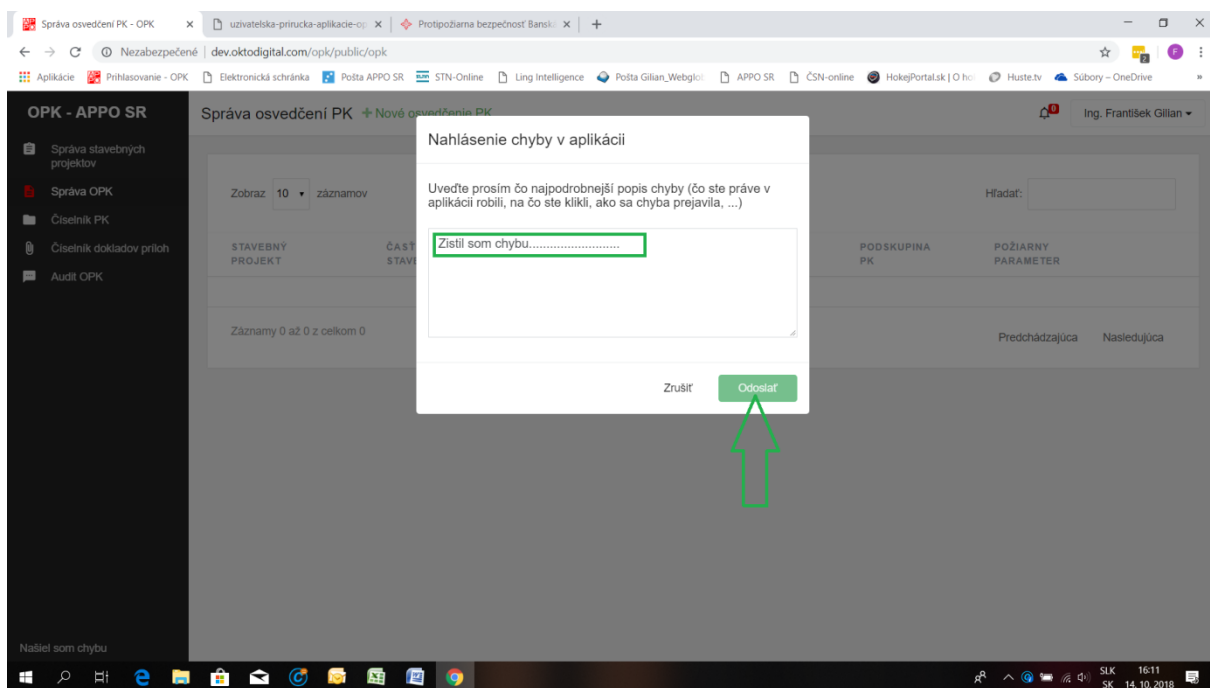 Správa osvedčení PK - OPK
uzivatelska-prirucka-aplikacie-op
Protipožiarna bezpečnosť Banská
Nezabezpečené | dev.oktodigital.com/opk/public/opk
Aplikácie Prihlasovanie - OPK Elektronická schránka Pošta APPO SR STN-Online Ling Intelligence Pošta Gilian_Webglob APPO SR ČSN-online HokejPortal.sk | O ho Huste.tv Súbory – OneDrive
OPK - APPO SR
Správa osvedčení PK + Nové osvedčenie PK
0 Ing. František Gilian
Správa stavebných
projektov
Správa OPK
Číselník PK
Číselník dokladov príloh
Audit OPK
Nahlásenie chyby v aplikácii
Uveďte prosím čo najpodrobnejší popis chyby (čo ste práve v
aplikácii robili, na čo ste klikli, ako sa chyba prejavila, ...)
Zistil som chybu..........................
Zrušiť Odoslať
Zobraz 10 záznamov
Hľadať:
STAVEBNÝ
PROJEKT
ČASŤ
STAVE
PODSKUPINA
PK
POŽIARNY
PARAMETER
Záznamy 0 až 0 z celkom 0
Predchádzajúca Nasledujúca
Našiel som chybu
SLK 16:11
SK 14. 10. 2018